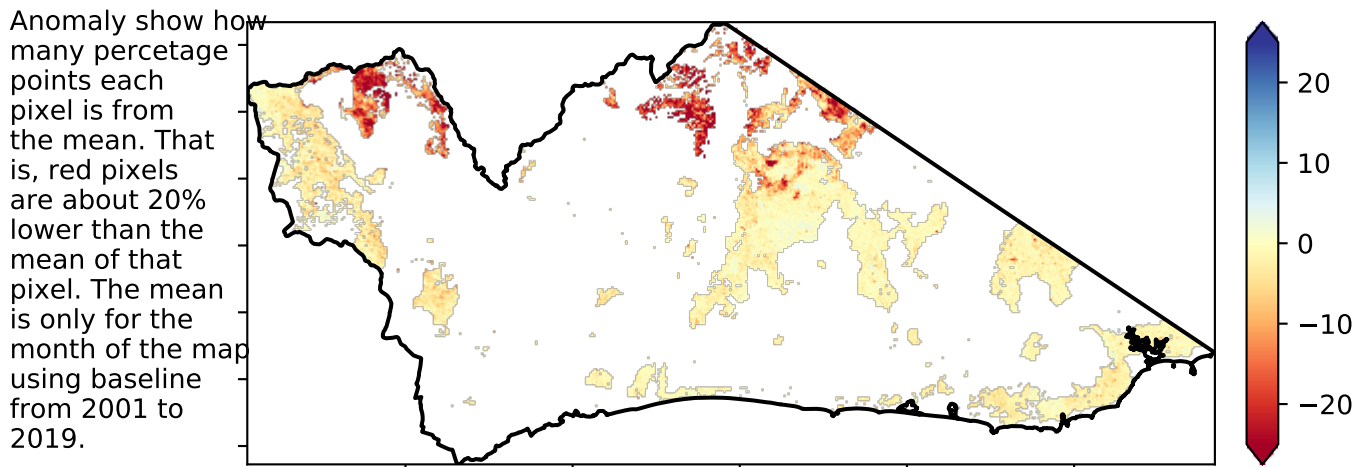 Anomaly show how
many percetage
points each
pixel is from
the mean. That
is, red pixels
are about 20%
lower than the
mean of that
pixel. The mean
is only for the
month of the map
using baseline
from 2001 to
2019.
20
10
0
−10
−20